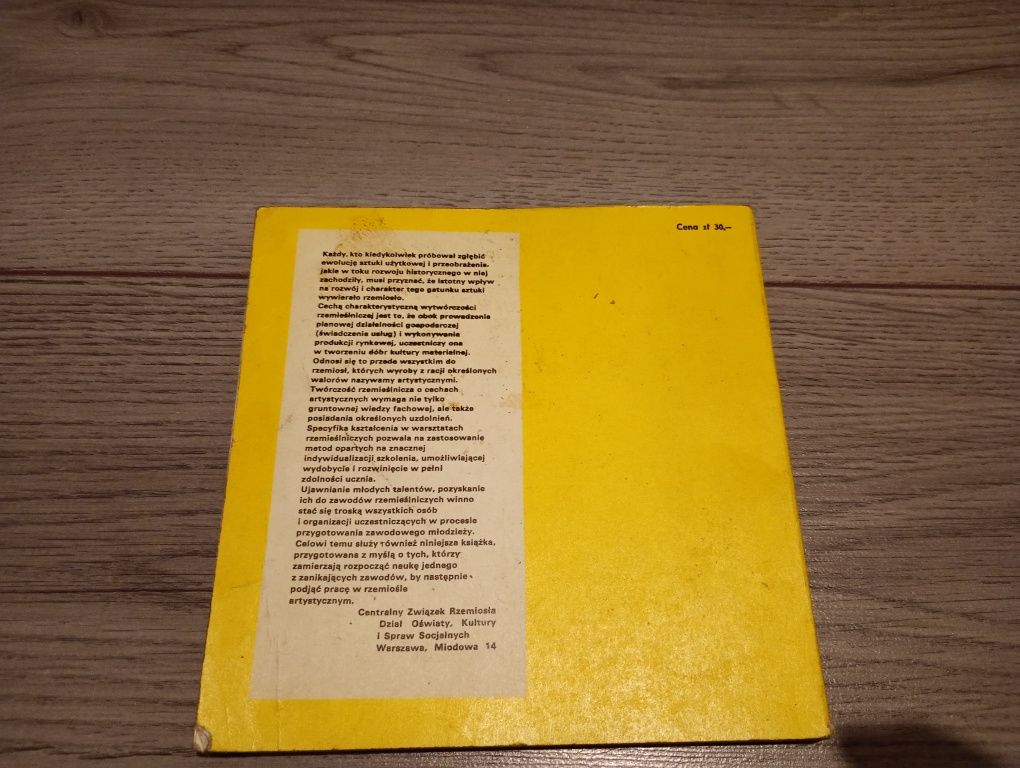 Cena zł 30,—
Każdy, kto kiedykolwiek próbował zgłębić
ewolucję sztuki użytkowej i przeobrażenia,
jakie w toku rozwoju historycznego w niej
zachodziły, musi przyznać, że istotny wpływ
na rozwój i charakter tego gatunku sztuki
wywierało rzemiosło.
Cechą charakterystyczną wytwórczości
rzemieślniczej jest to, że obok prowadzenia
planowej działalności gospodarczej
(świadczenie usług) i wykonywania
produkcji rynkowej, uczestniczy ona
w tworzeniu dóbr kultury materialnej.
Odnosi się to przede wszystkim do
rzemiosł, których wyroby z racji określonych
walorów nazywamy artystycznymi.
Twórczość rzemieślnicza o cechach
artystycznych wymaga nie tylko
gruntownej wiedzy fachowej, ale także
posiadania określonych uzdolnień.
Specyfika kształcenia w warsztatach
rzemieślniczych pozwala na zastosowanie
metod opartych na znacznej
indywidualizacji szkolenia, umożliwiającej
wydobycie i rozwinięcie w pełni
zdolności ucznia.
Ujawnianie młodych talentów, pozyskanie
ich do zawodów rzemieślniczych winno
stać się troską wszystkich osób
i organizacji uczestniczących w procesie
przygotowania zawodowego młodzieży.
Celowi temu służy również niniejsza książka,
przygotowana z myślą o tych, którzy
zamierzają rozpocząć naukę jednego
z zanikających zawodów, by następnie
podjąć pracę w rzemiośle
artystycznym.
Centralny Związek Rzemiosła
Dział Oświaty, Kultury
i Spraw Socjalnych
Warszawa, Miodowa 14